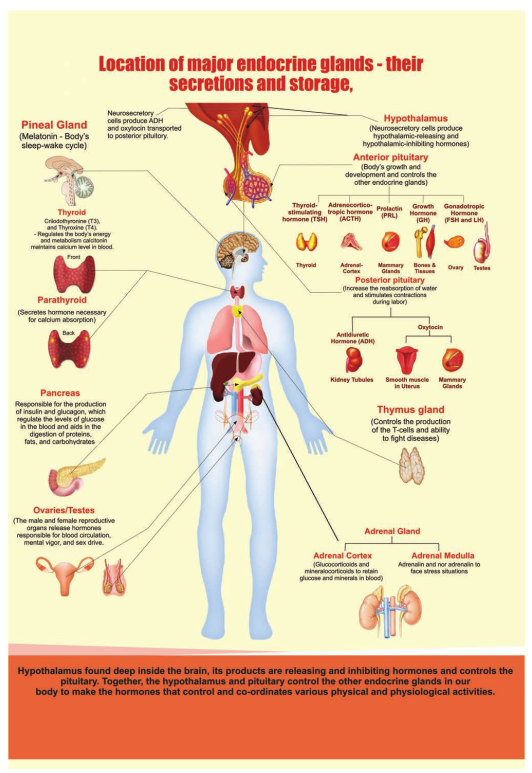 Location of major endocrine glands - their
secretions and storage,
Neurosecretory
cells produce ADH
and oxytocin transported
to posterior pituitary.
Pineal Gland
(Melatonin - Body's
sleep-wake cycle)
Thyroid
Criiodothyronine (T3),
and Thyroxine (T4).
- Regulates the body's energy
and metabolism calcitonin
maintains calcium level in blood.
Front
Parathyroid
(Secretes hormone necessary
for calcium absorption)
Back
Pancreas
Responsible for the production
of insulin and glucagon, which
regulate the levels of glucose
in the blood and aids in the
digestion of proteins,
fats, and carbohydrates
Ovaries/Testes
(The male and female reproductive
organs release hormones
responsible for blood circulation,
mental vigor, and sex drive.
Hypothalamus
(Neurosecretory cells produce
hypothalamic-releasing and
hypothalamic-inhibiting hormones)
Anterior pituitary
(Body's growth and
development and controls the
other endocrine glands)
Thyroid-
stimulating
hormone (TSH)
Adrenocortico-
tropic hormone
(ACTH)
Prolactin
(PRL)
Growth
Hormone
(GH)
Gonadotropic
Hormone
(FSH and LH)
Thyroid
Adrenal-
Cortex
Mammary
Glands
Bones &
Tissues
Ovary
Testes
Posterior pituitary
(Increase the reabsorption of water
and stimulates contractions
during labor)
Antidiuretic
Hormone (ADH)
Oxytocin
Kidney Tubules
Smooth muscle
in Uterus
Mammary
Glands
Thymus gland
(Controls the production
of the T-cells and ability
to fight diseases)
Adrenal Gland
Adrenal Cortex
(Glucocorticoids and
mineralocorticoids to retain
glucose and minerals in blood)
Adrenal Medulla
Adrenalin and nor adrenalin to
face stress situations
Hypothalamus found deep inside the brain, its products are releasing and inhibiting hormones and controls the
pituitary. Together, the hypothalamus and pituitary control the other endocrine glands in our
body to make the hormones that control and co-ordinates various physical and physiological activities.